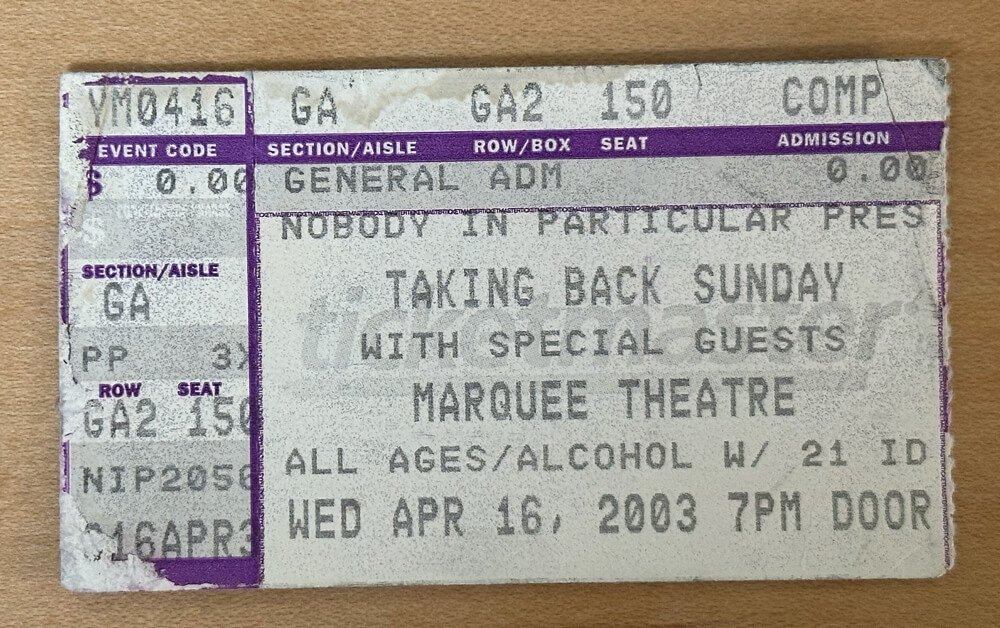 YM0416 GA GA2 150 COMP
EVENT CODE SECTION/AISLE ROW/BOX SEAT ADMISSION
$ 0.00 GENERAL ADM 0.00
$
NOBODY IN PARTICULAR PRES
SECTION/AISLE
GA
TAKING BACK SUNDAY
ticketmaster
WITH SPECIAL GUESTS
PP 3X
ROW SEAT
GA2 150
MARQUEE THEATRE
NIP2056
ALL AGES/ALCOHOL W/ 21 ID
C16APR3
WED APR 16, 2003 7PM DOOR